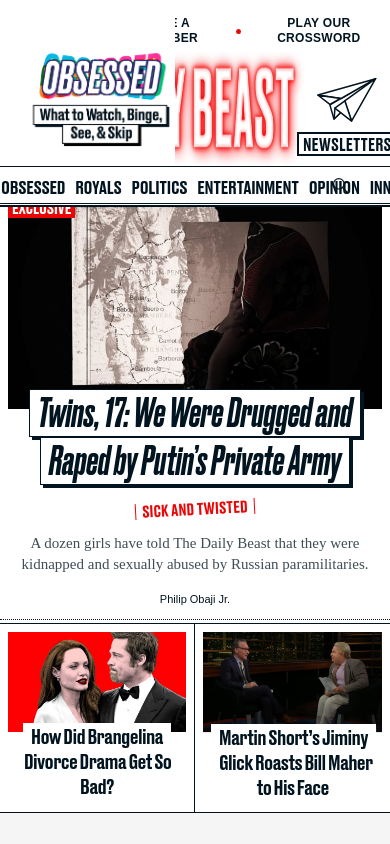 E A
BER
PLAY OUR
CROSSWORD
OBSESSED
What to Watch, Binge,
See, & Skip
Y BEAST
NEWSLETTERS
OBSESSED ROYALS POLITICS ENTERTAINMENT OPINION INN
EXCLUSIVE
Twins, 17: We Were Drugged and
Raped by Putin's Private Army
SICK AND TWISTED
A dozen girls have told The Daily Beast that they were
kidnapped and sexually abused by Russian paramilitaries.
Philip Obaji Jr.
How Did Brangelina
Divorce Drama Get So
Bad?
Martin Short's Jiminy
Glick Roasts Bill Maher
to His Face